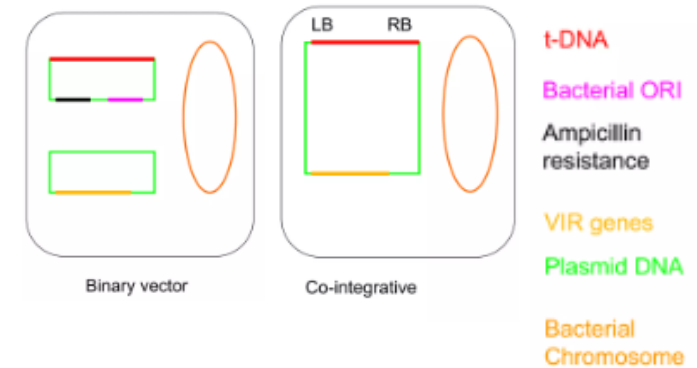 LB RB
t-DNA
Bacterial ORI
Ampicillin
resistance
VIR genes
Plasmid DNA
Binary vector
Co-integrative
Bacterial
Chromosome